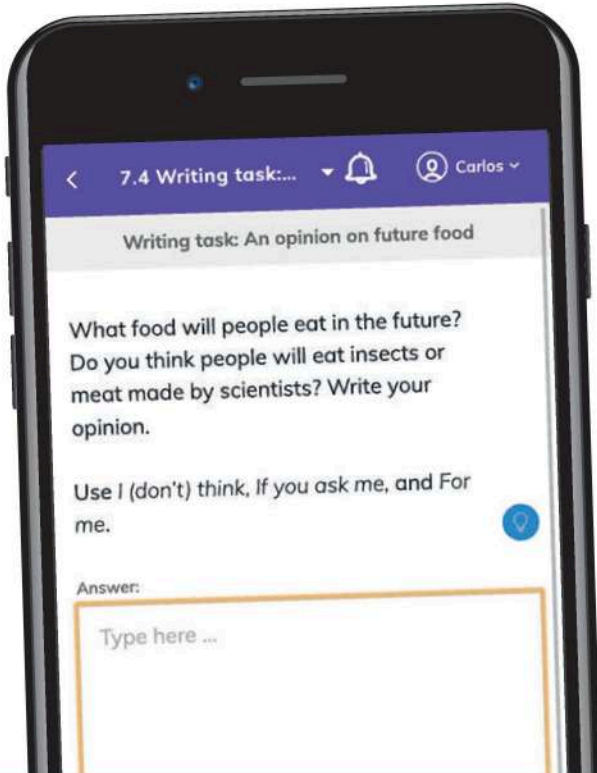 7.4 Writing task:...
Carlos
Writing task: An opinion on future food
What food will people eat in the future?
Do you think people will eat insects or
meat made by scientists? Write your
opinion.
Use I (don't) think, If you ask me, and For
me.
Answer:
Type here ...